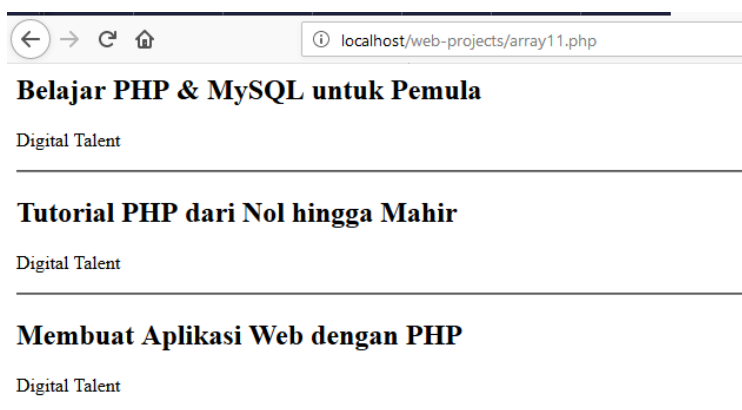 localhost/web-projects/array11.php
Belajar PHP & MySQL untuk Pemula
Digital Talent
Tutorial PHP dari Nol hingga Mahir
Digital Talent
Membuat Aplikasi Web dengan PHP
Digital Talent